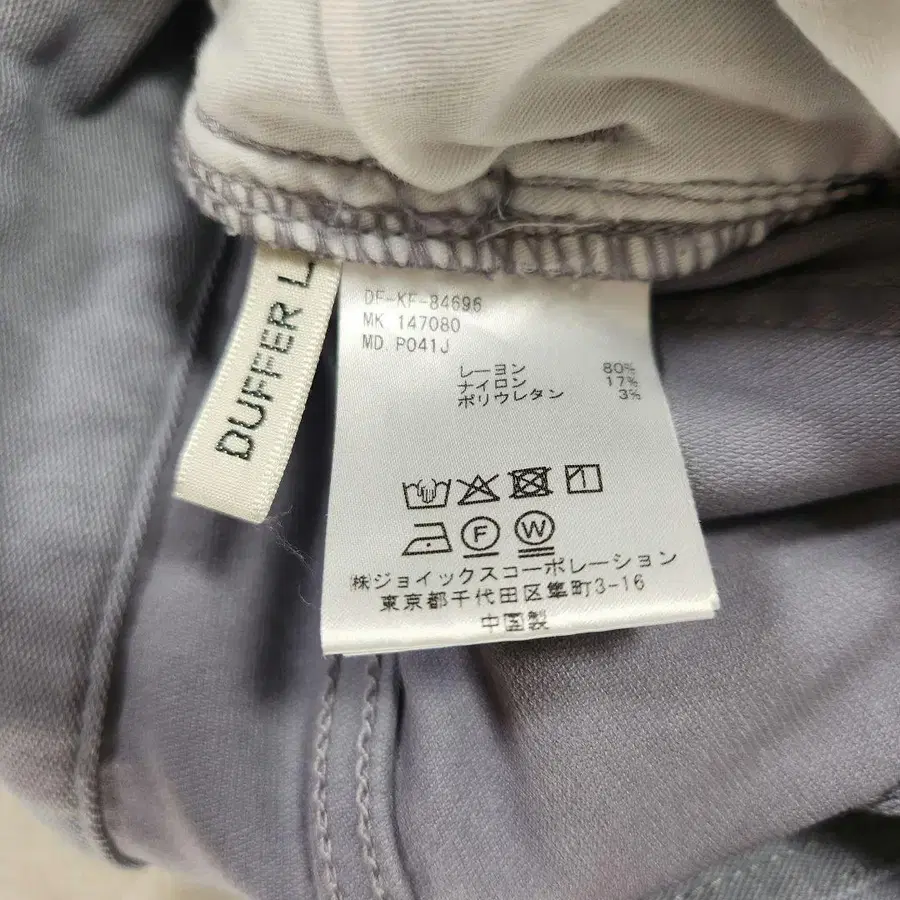 DUFFER L
DF-KF-84696
MK 147080
MD. P041J
レーヨン 80%
ナイロン 17%
ポリウレタン 3%
F W
㈱ジョイックスコーポレーション
東京都千代田区隼町3-16
中国製